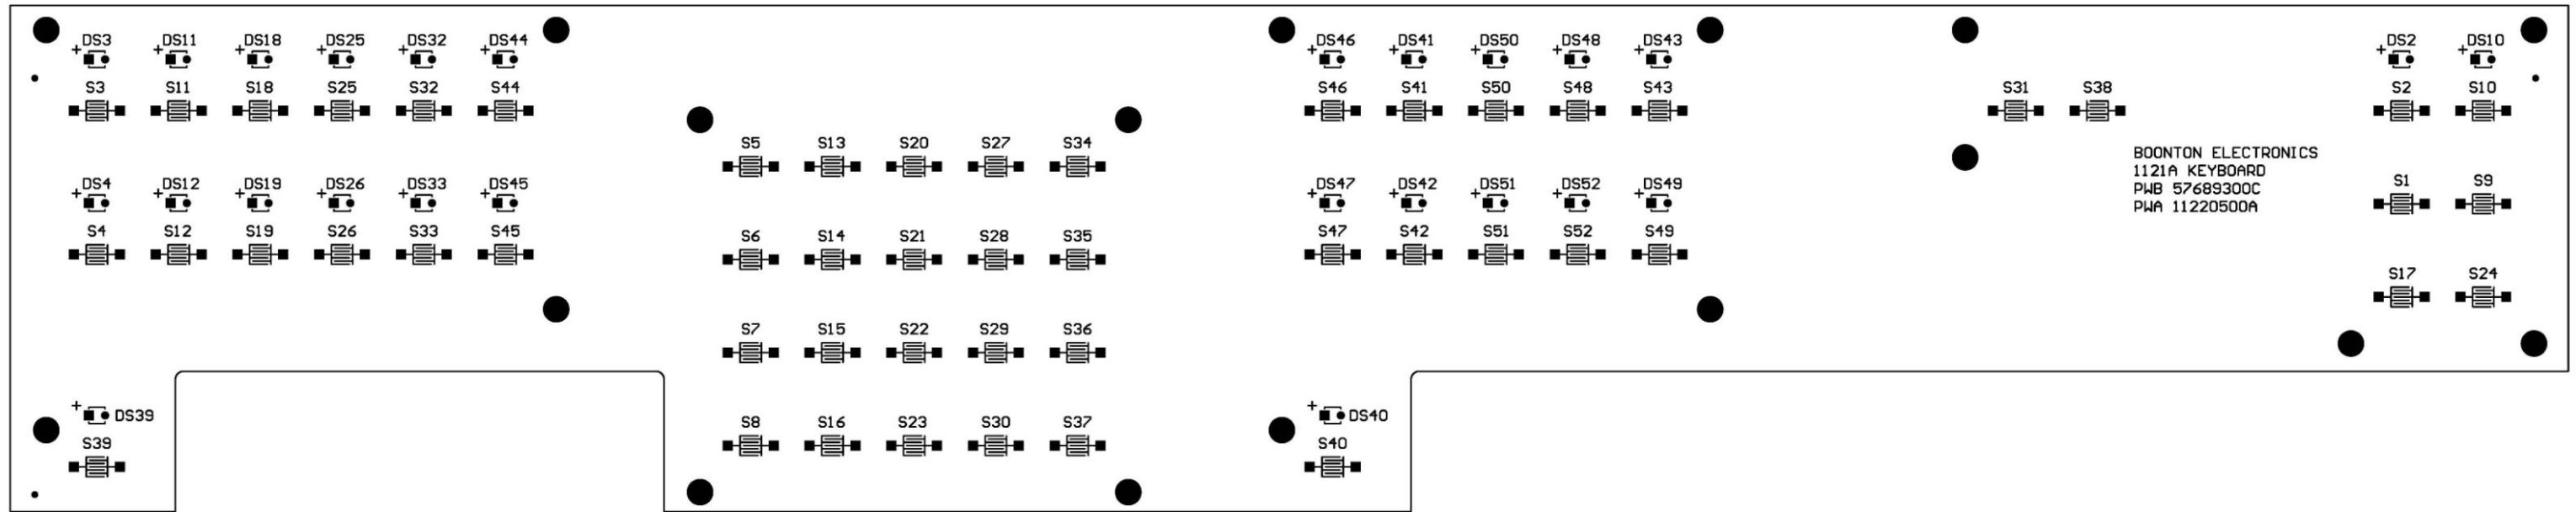 DS3 DS11 DS18 DS25 DS32 DS44 DS46 DS41 DS50 DS48 DS43 DS2 DS10
S3 S11 S18 S25 S32 S44 S46 S41 S50 S48 S43 S31 S38 S2 S10
S5 S13 S20 S27 S34
BOONTON ELECTRONICS
1121A KEYBOARD
PWB 57689300C
PWA 11220500A
DS4 DS12 DS19 DS26 DS33 DS45 DS47 DS42 DS51 DS52 DS49 S1 S9
S4 S12 S19 S26 S33 S45 S47 S42 S51 S52 S49
S6 S14 S21 S28 S35
S17 S24
S7 S15 S22 S29 S36
DS39 DS40
S8 S16 S23 S30 S37
S39 S40